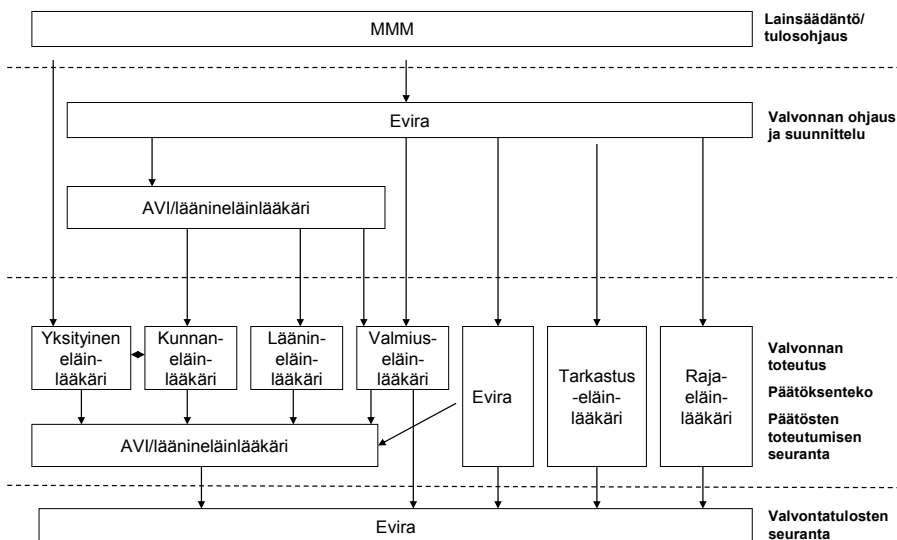 MMM
Lainsäädäntö/
tulosohjaus
Evira
Valvonnan ohjaus
ja suunnittelu
AVI/läänineläinlääkäri
Yksityinen
eläin-
lääkäri
Kunnan-
eläin-
lääkäri
Läänin-
eläin-
lääkäri
Valmius-
eläin-
lääkäri
Evira
Tarkastus
-eläin-
lääkäri
Raja-
eläin-
lääkäri
Valvonnan
toteutus
Päätöksenteko
Päätösten
toteutumisen
seuranta
AVI/läänineläinlääkäri
Evira
Valvontatulosten
seuranta